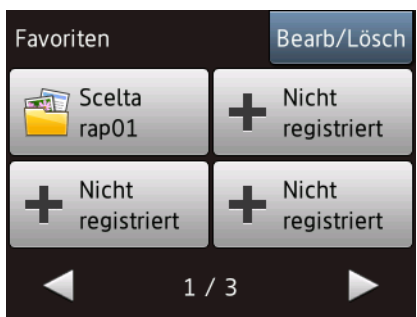 Favoriten
Bearb/Lösch
Scelta
rap01
Nicht
registriert
Nicht
registriert
Nicht
registriert
1 / 3